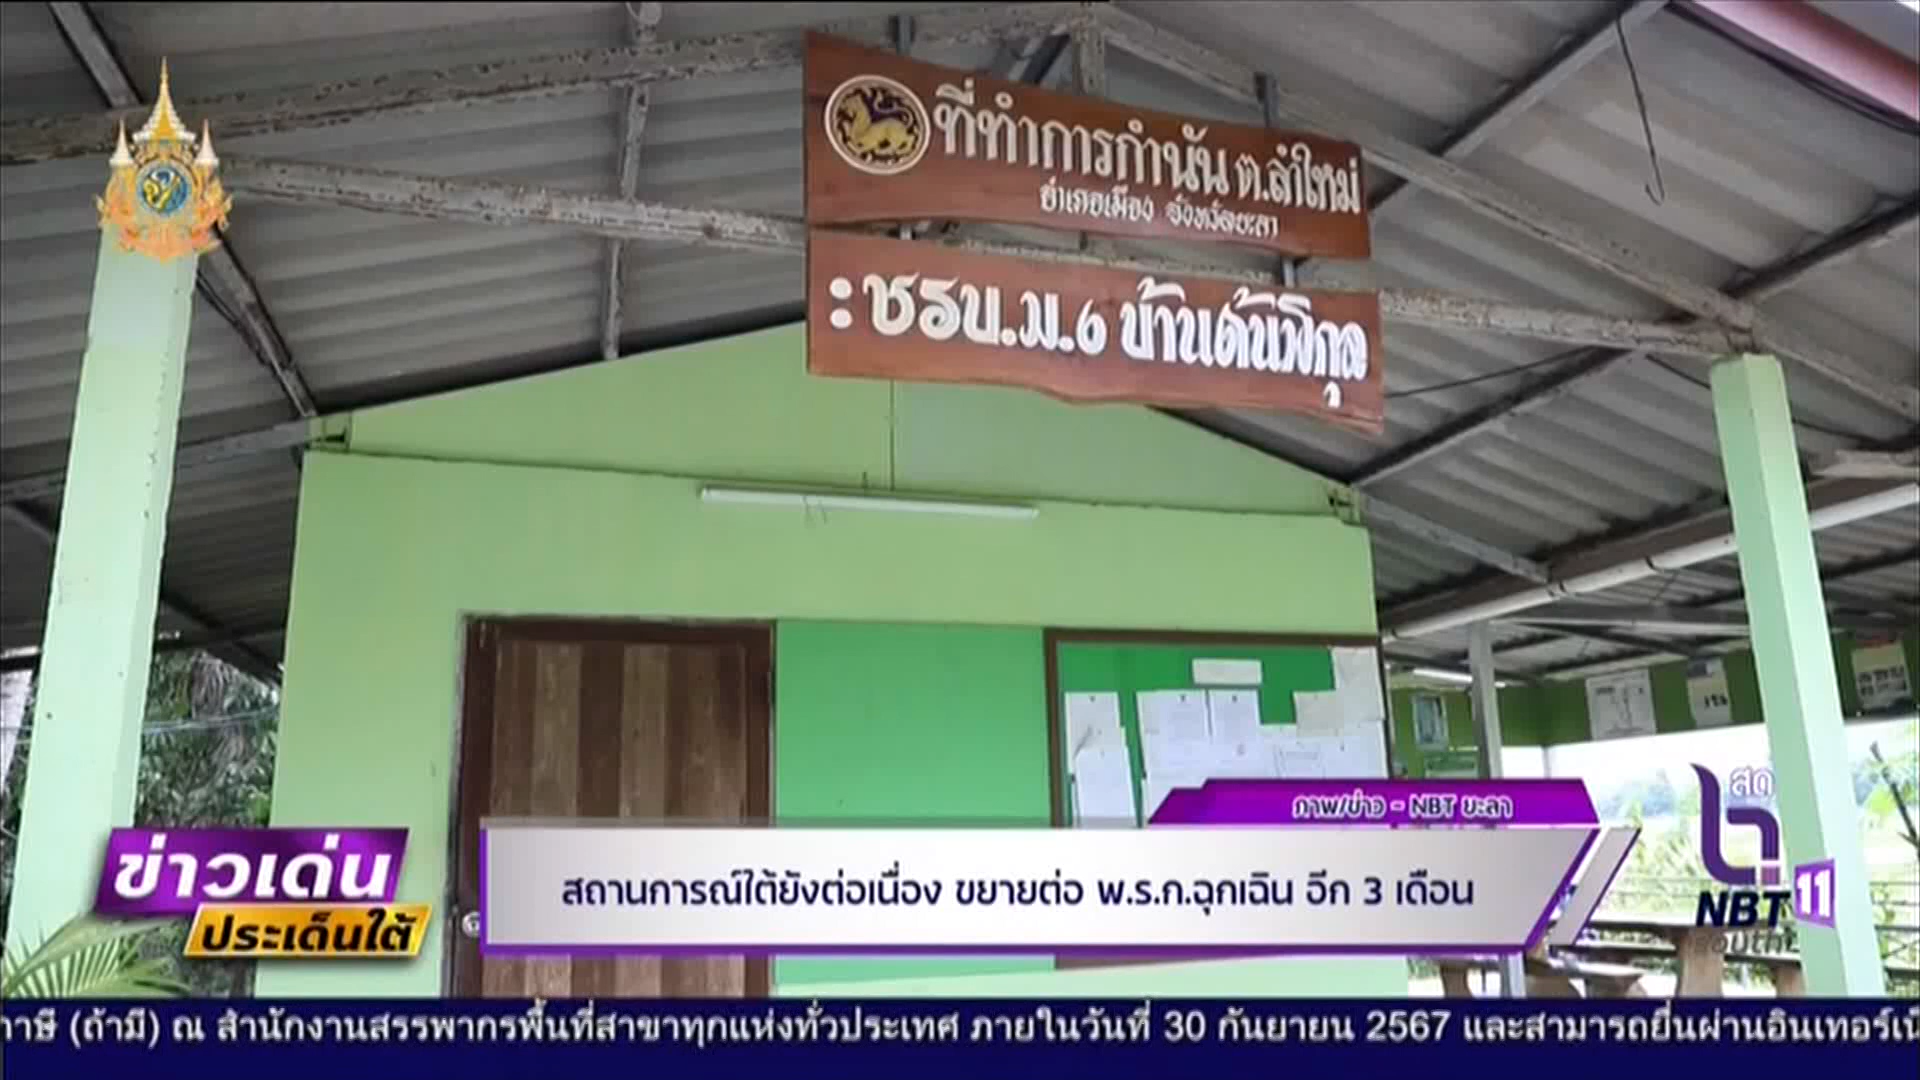 ที่ทำการกำนัน ต.ลำใหม่
อำเภอเมือง จังหวัดยะลา
: ชรบ.ม.๖ บ้านต้นพิกุล
ภาพ/ข่าว - NBT ยะลา
สด
ข่าวเด่น
ประเด็นใต้
สถานการณ์ใต้ยังต่อเนื่อง ขยายต่อ พ.ร.ก.ฉุกเฉิน อีก 3 เดือน
NBT 11
SOUTH
ภาษี (ถ้ามี) ณ สำนักงานสรรพากรพื้นที่สาขาทุกแห่งทั่วประเทศ ภายในวันที่ 30 กันยายน 2567 และสามารถยื่นผ่านอินเทอร์เน็